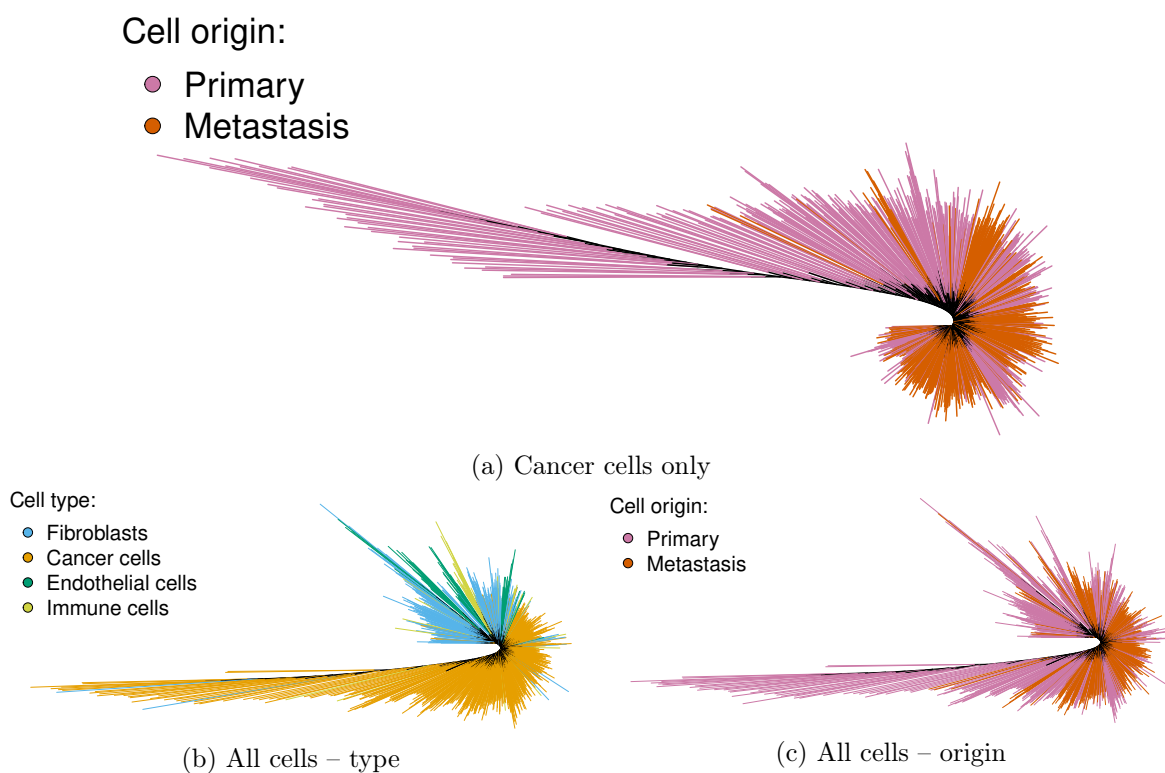 Cell origin:
Primary
Metastasis
(a) Cancer cells only
Cell type:
Fibroblasts
Cancer cells
Endothelial cells
Immune cells
(b) All cells – type
Cell origin:
Primary
Metastasis
(c) All cells – origin